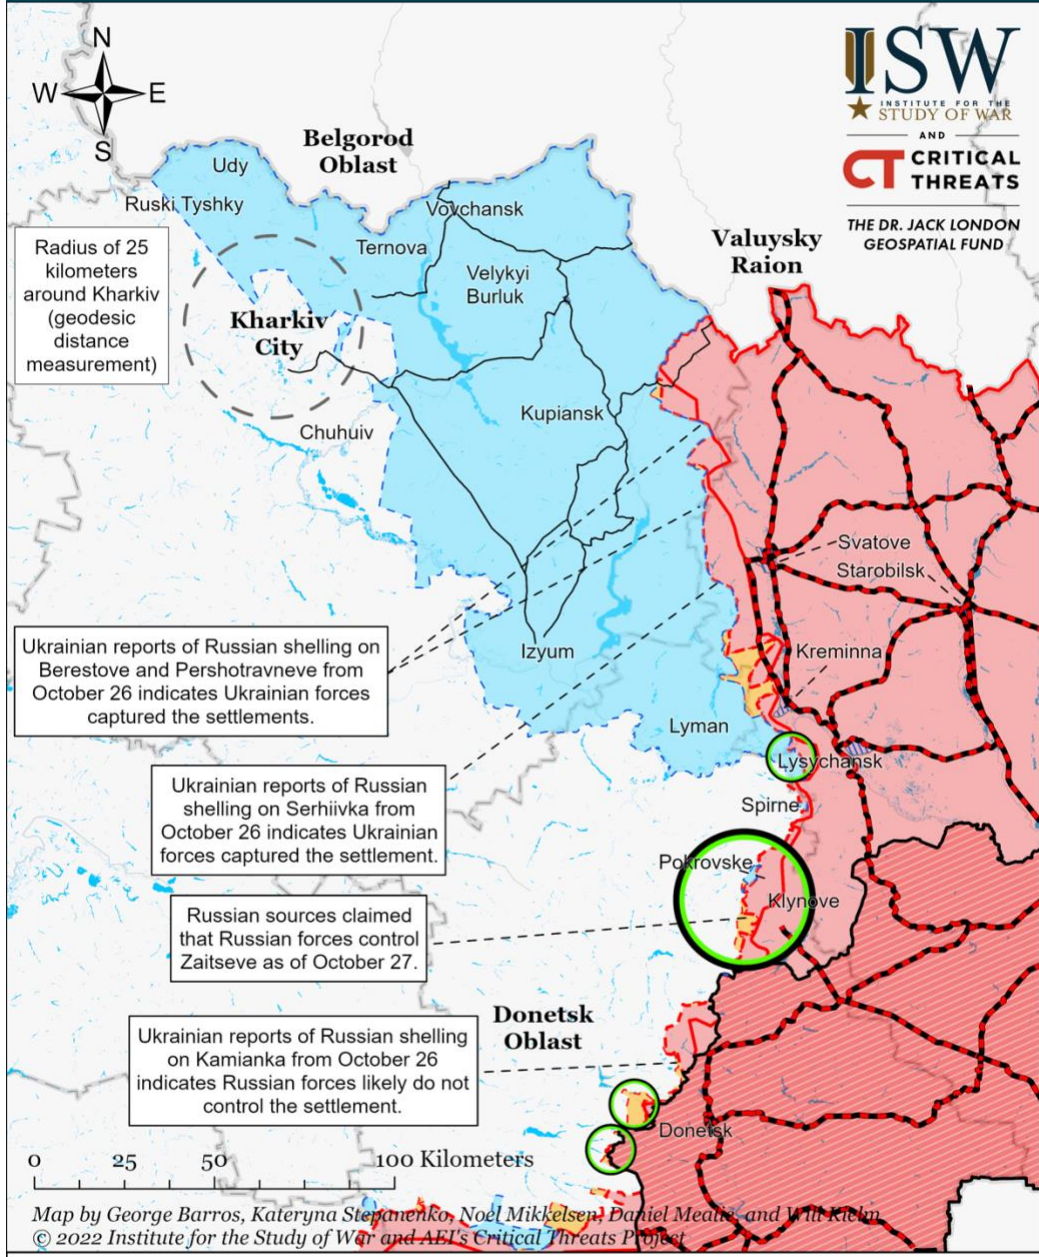 N
W
E
S
ISW
INSTITUTE FOR THE
STUDY OF WAR
AND
CT CRITICAL
THREATS
THE DR. JACK LONDON
GEOSPATIAL FUND
Belgorod
Oblast
Udy
Ruski Tyshky
Vovchansk
Ternova
Valuysky
Raion
Radius of 25
kilometers
around Kharkiv
(geodesic
distance
measurement)
Velykyi
Burluk
Kharkiv
City
Kupiansk
Chuhuiv
Svatove
Starobilsk
Ukrainian reports of Russian shelling on
Berestove and Pershotravneve from
October 26 indicates Ukrainian forces
captured the settlements.
Izyum
Kreminna
Lyman
Lysychansk
Ukrainian reports of Russian
shelling on Serhiivka from
October 26 indicates Ukrainian
forces captured the settlement.
Spirne
Pokrovske
Klynove
Russian sources claimed
that Russian forces control
Zaitseve as of October 27.
Donetsk
Oblast
Ukrainian reports of Russian shelling
on Kamianka from October 26
indicates Russian forces likely do not
control the settlement.
Donetsk
0 25 50 100 Kilometers
Map by George Barros, Kateryna Stepanenko, Noel Mikkelsen, Daniel Mealie, and Will Kielm
© 2022 Institute for the Study of War and AEI's Critical Threats Project